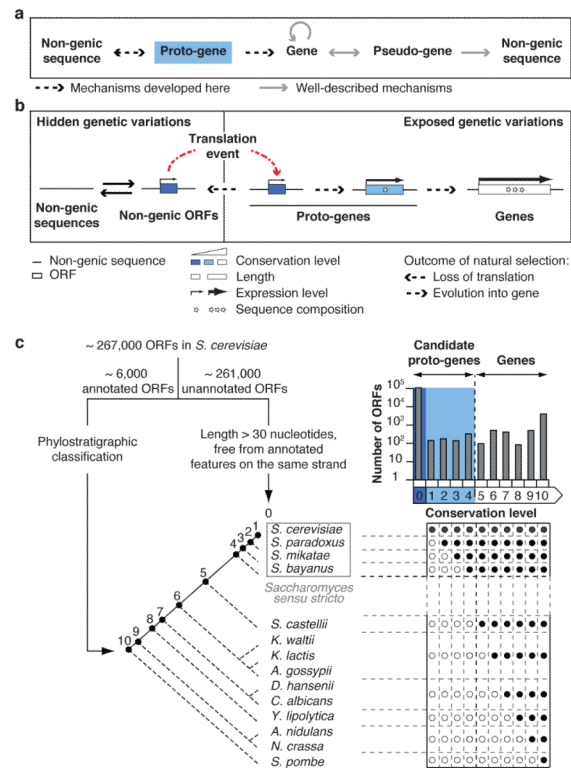 a
Non-genic sequence
Proto-gene
Gene
Pseudo-gene
Non-genic sequence
Mechanisms developed here
Well-described mechanisms
b
Hidden genetic variations
Exposed genetic variations
Translation event
Non-genic sequences
Non-genic ORFs
Proto-genes
Genes
Non-genic sequence
ORF
Conservation level
Length
Expression level
Sequence composition
Outcome of natural selection:
Loss of translation
Evolution into gene
c
~ 267,000 ORFs in S. cerevisiae
~ 6,000 annotated ORFs
~ 261,000 unannotated ORFs
Phylostratigraphic classification
Length > 30 nucleotides, free from annotated features on the same strand
Candidate proto-genes
Genes
Number of ORFs
10⁵
10⁴
10³
10²
10
1
0 1 2 3 4 5 6 7 8 9 10
Conservation level
0
1
2
3
4
5
6
7
8
9
10
S. cerevisiae
S. paradoxus
S. mikatae
S. bayanus
Saccharomyces sensu stricto
S. castellii
K. waltii
K. lactis
A. gossypii
D. hansenii
C. albicans
Y. lipolytica
A. nidulans
N. crassa
S. pombe